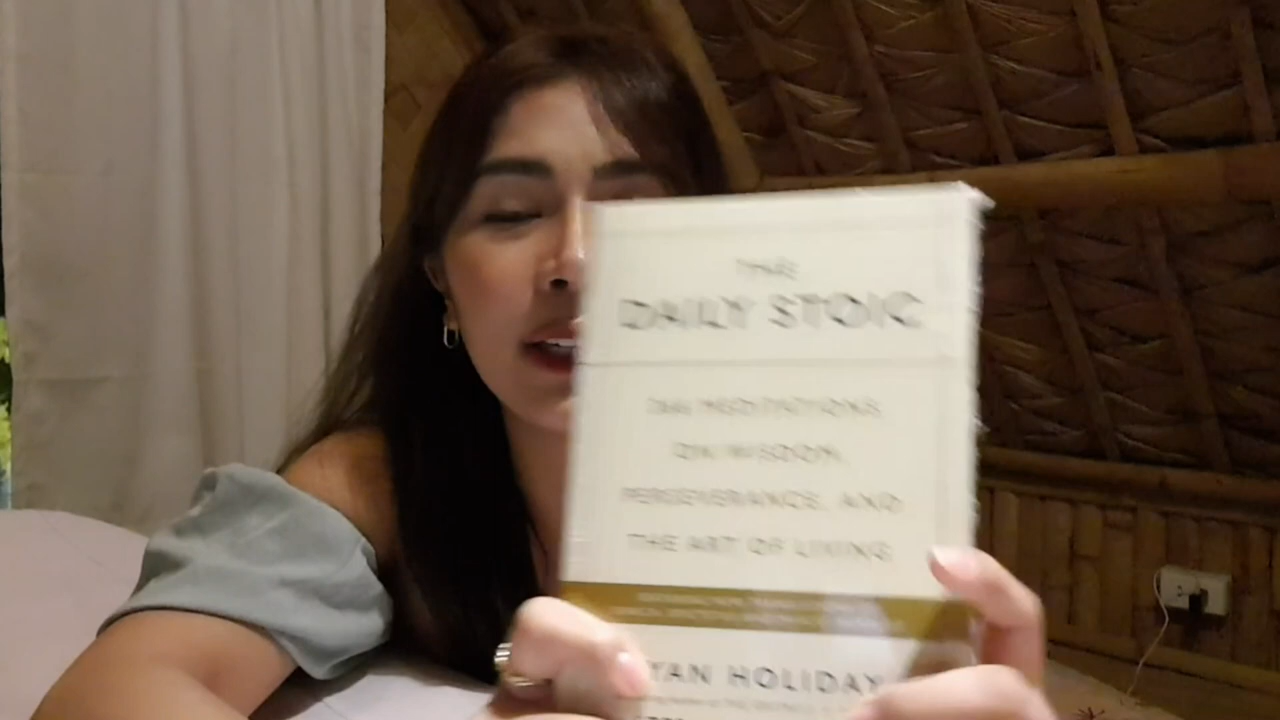 THE
DAILY STOIC
366 MEDITATIONS
ON WISDOM,
PERSEVERANCE, AND
THE ART OF LIVING
YAN HOLIDAY